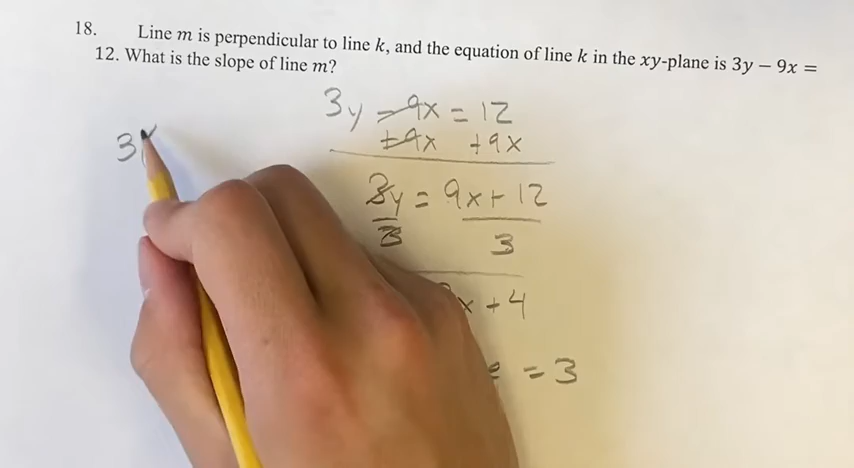 18. Line m is perpendicular to line k, and the equation of line k in the xy-plane is 3y – 9x =
12. What is the slope of line m?
3y - 9x = 12
+9x +9x
3y = 9x + 12
3 3
x + 4
= 3
3